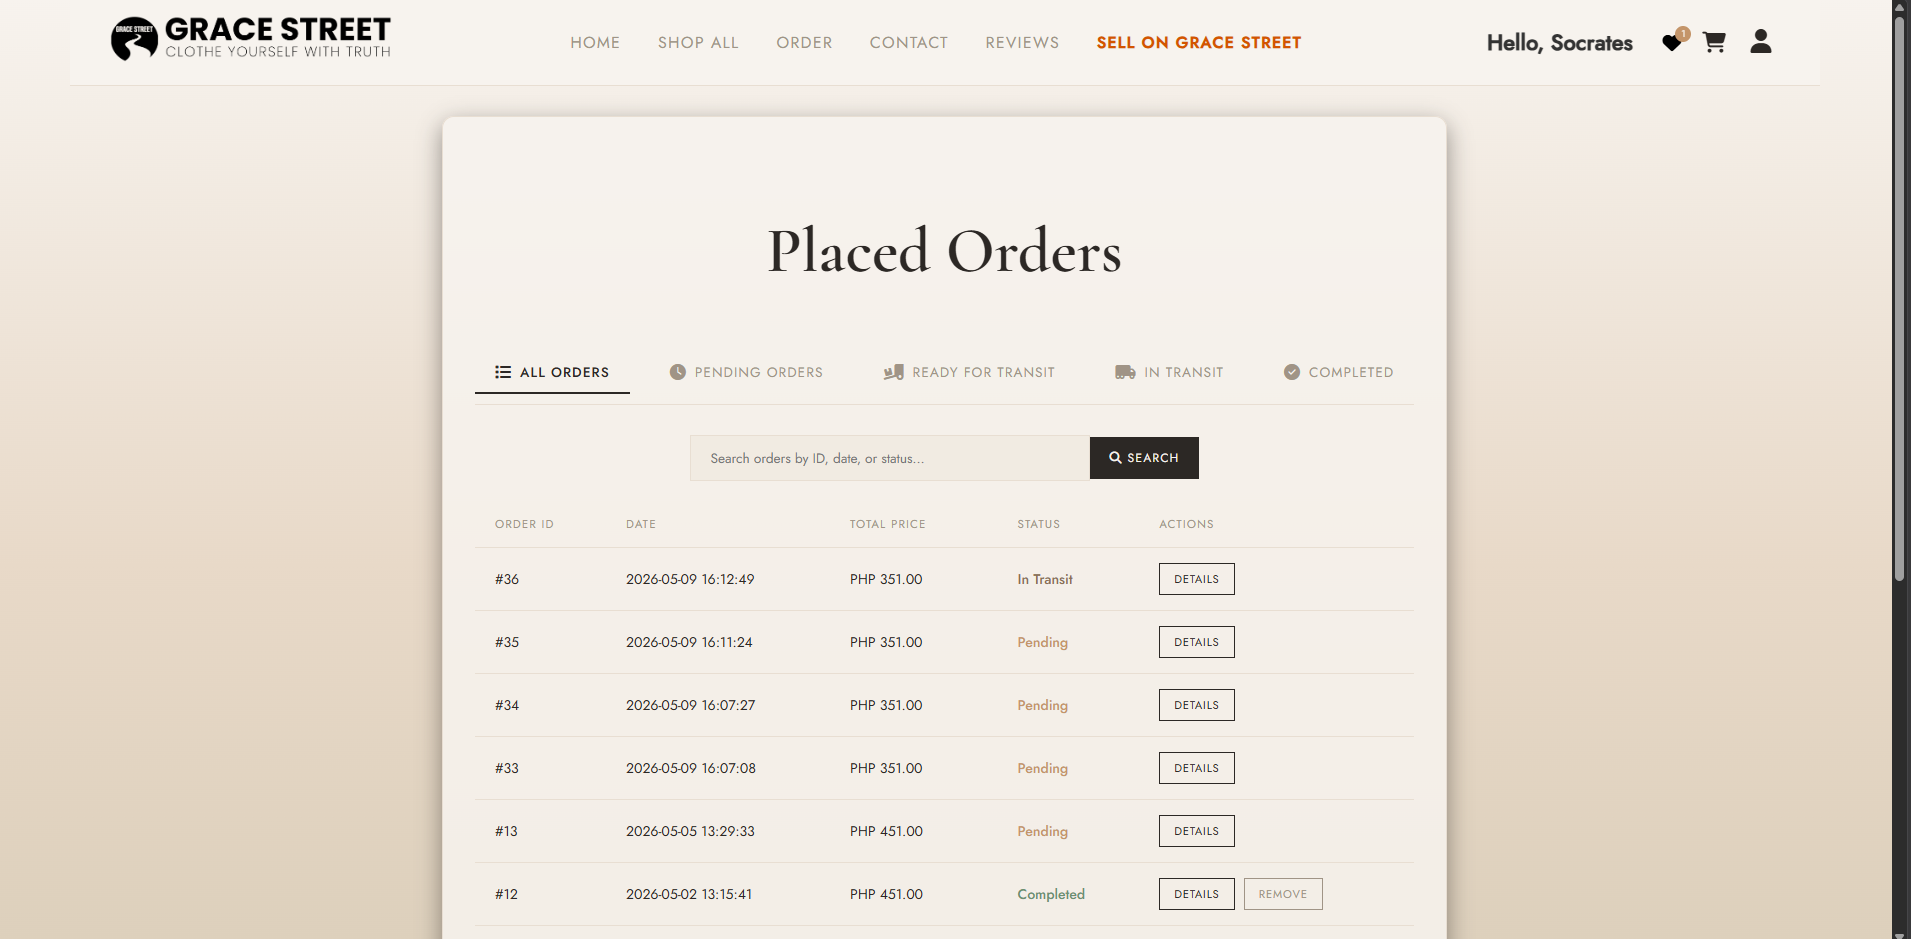 GRACE STREET
GRACE STREET
CLOTHE YOURSELF WITH TRUTH
HOME SHOP ALL ORDER CONTACT REVIEWS SELL ON GRACE STREET
Hello, Socrates 1
Placed Orders
ALL ORDERS PENDING ORDERS READY FOR TRANSIT IN TRANSIT COMPLETED
Search orders by ID, date, or status... SEARCH
ORDER ID DATE TOTAL PRICE STATUS ACTIONS
#36 2026-05-09 16:12:49 PHP 351.00 In Transit DETAILS
#35 2026-05-09 16:11:24 PHP 351.00 Pending DETAILS
#34 2026-05-09 16:07:27 PHP 351.00 Pending DETAILS
#33 2026-05-09 16:07:08 PHP 351.00 Pending DETAILS
#13 2026-05-05 13:29:33 PHP 451.00 Pending DETAILS
#12 2026-05-02 13:15:41 PHP 451.00 Completed DETAILS REMOVE